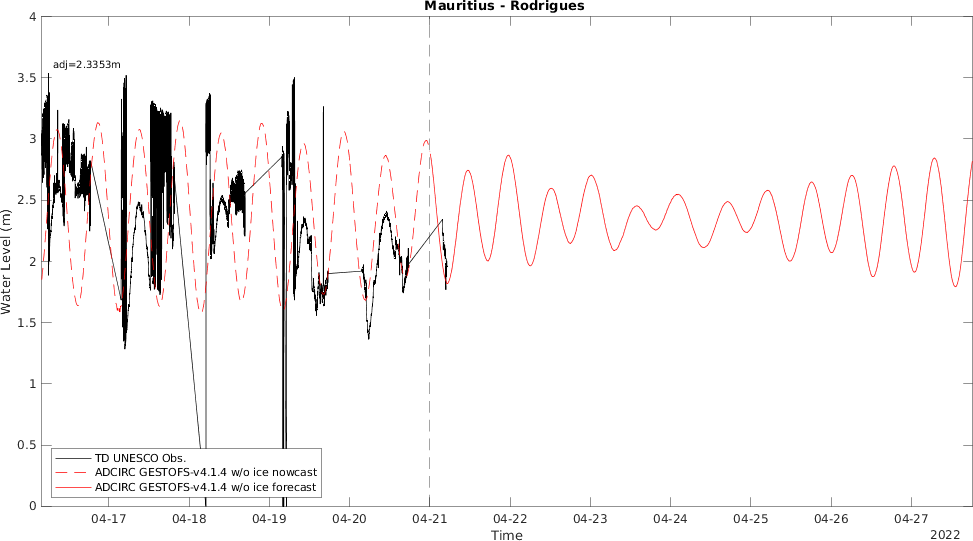 Mauritius - Rodrigues
adj=2.3353m
4
3.5
3
2.5
2
1.5
1
0.5
0
Water Level (m)
TD UNESCO Obs.
ADCIRC GESTOFS-v4.1.4 w/o ice nowcast
ADCIRC GESTOFS-v4.1.4 w/o ice forecast
04-17 04-18 04-19 04-20 04-21 04-22 04-23 04-24 04-25 04-26 04-27
Time
2022